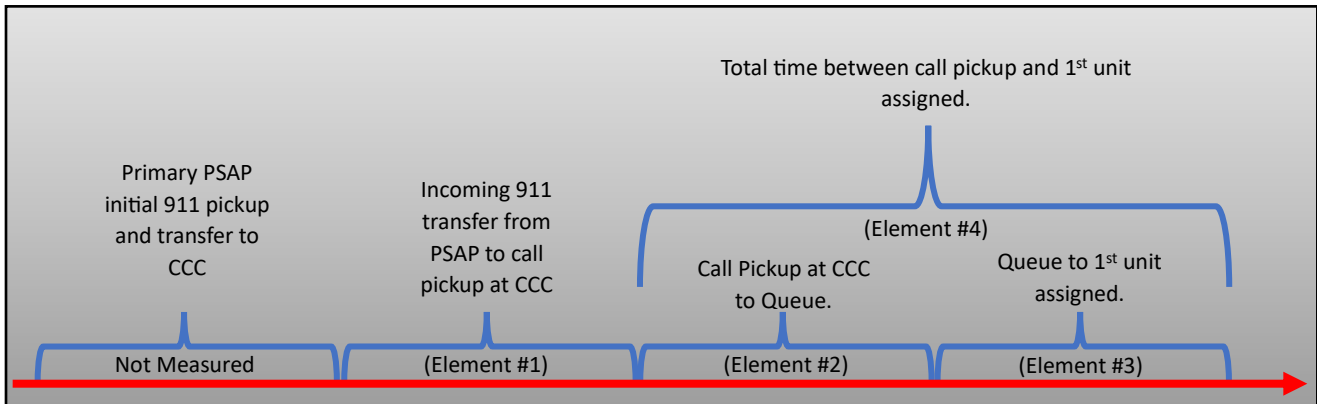 Total time between call pickup and 1st unit
assigned.
Primary PSAP
initial 911 pickup
and transfer to
CCC
Incoming 911
transfer from
PSAP to call
pickup at CCC
(Element #4)
Call Pickup at CCC
to Queue.
Queue to 1st unit
assigned.
Not Measured
(Element #1)
(Element #2)
(Element #3)